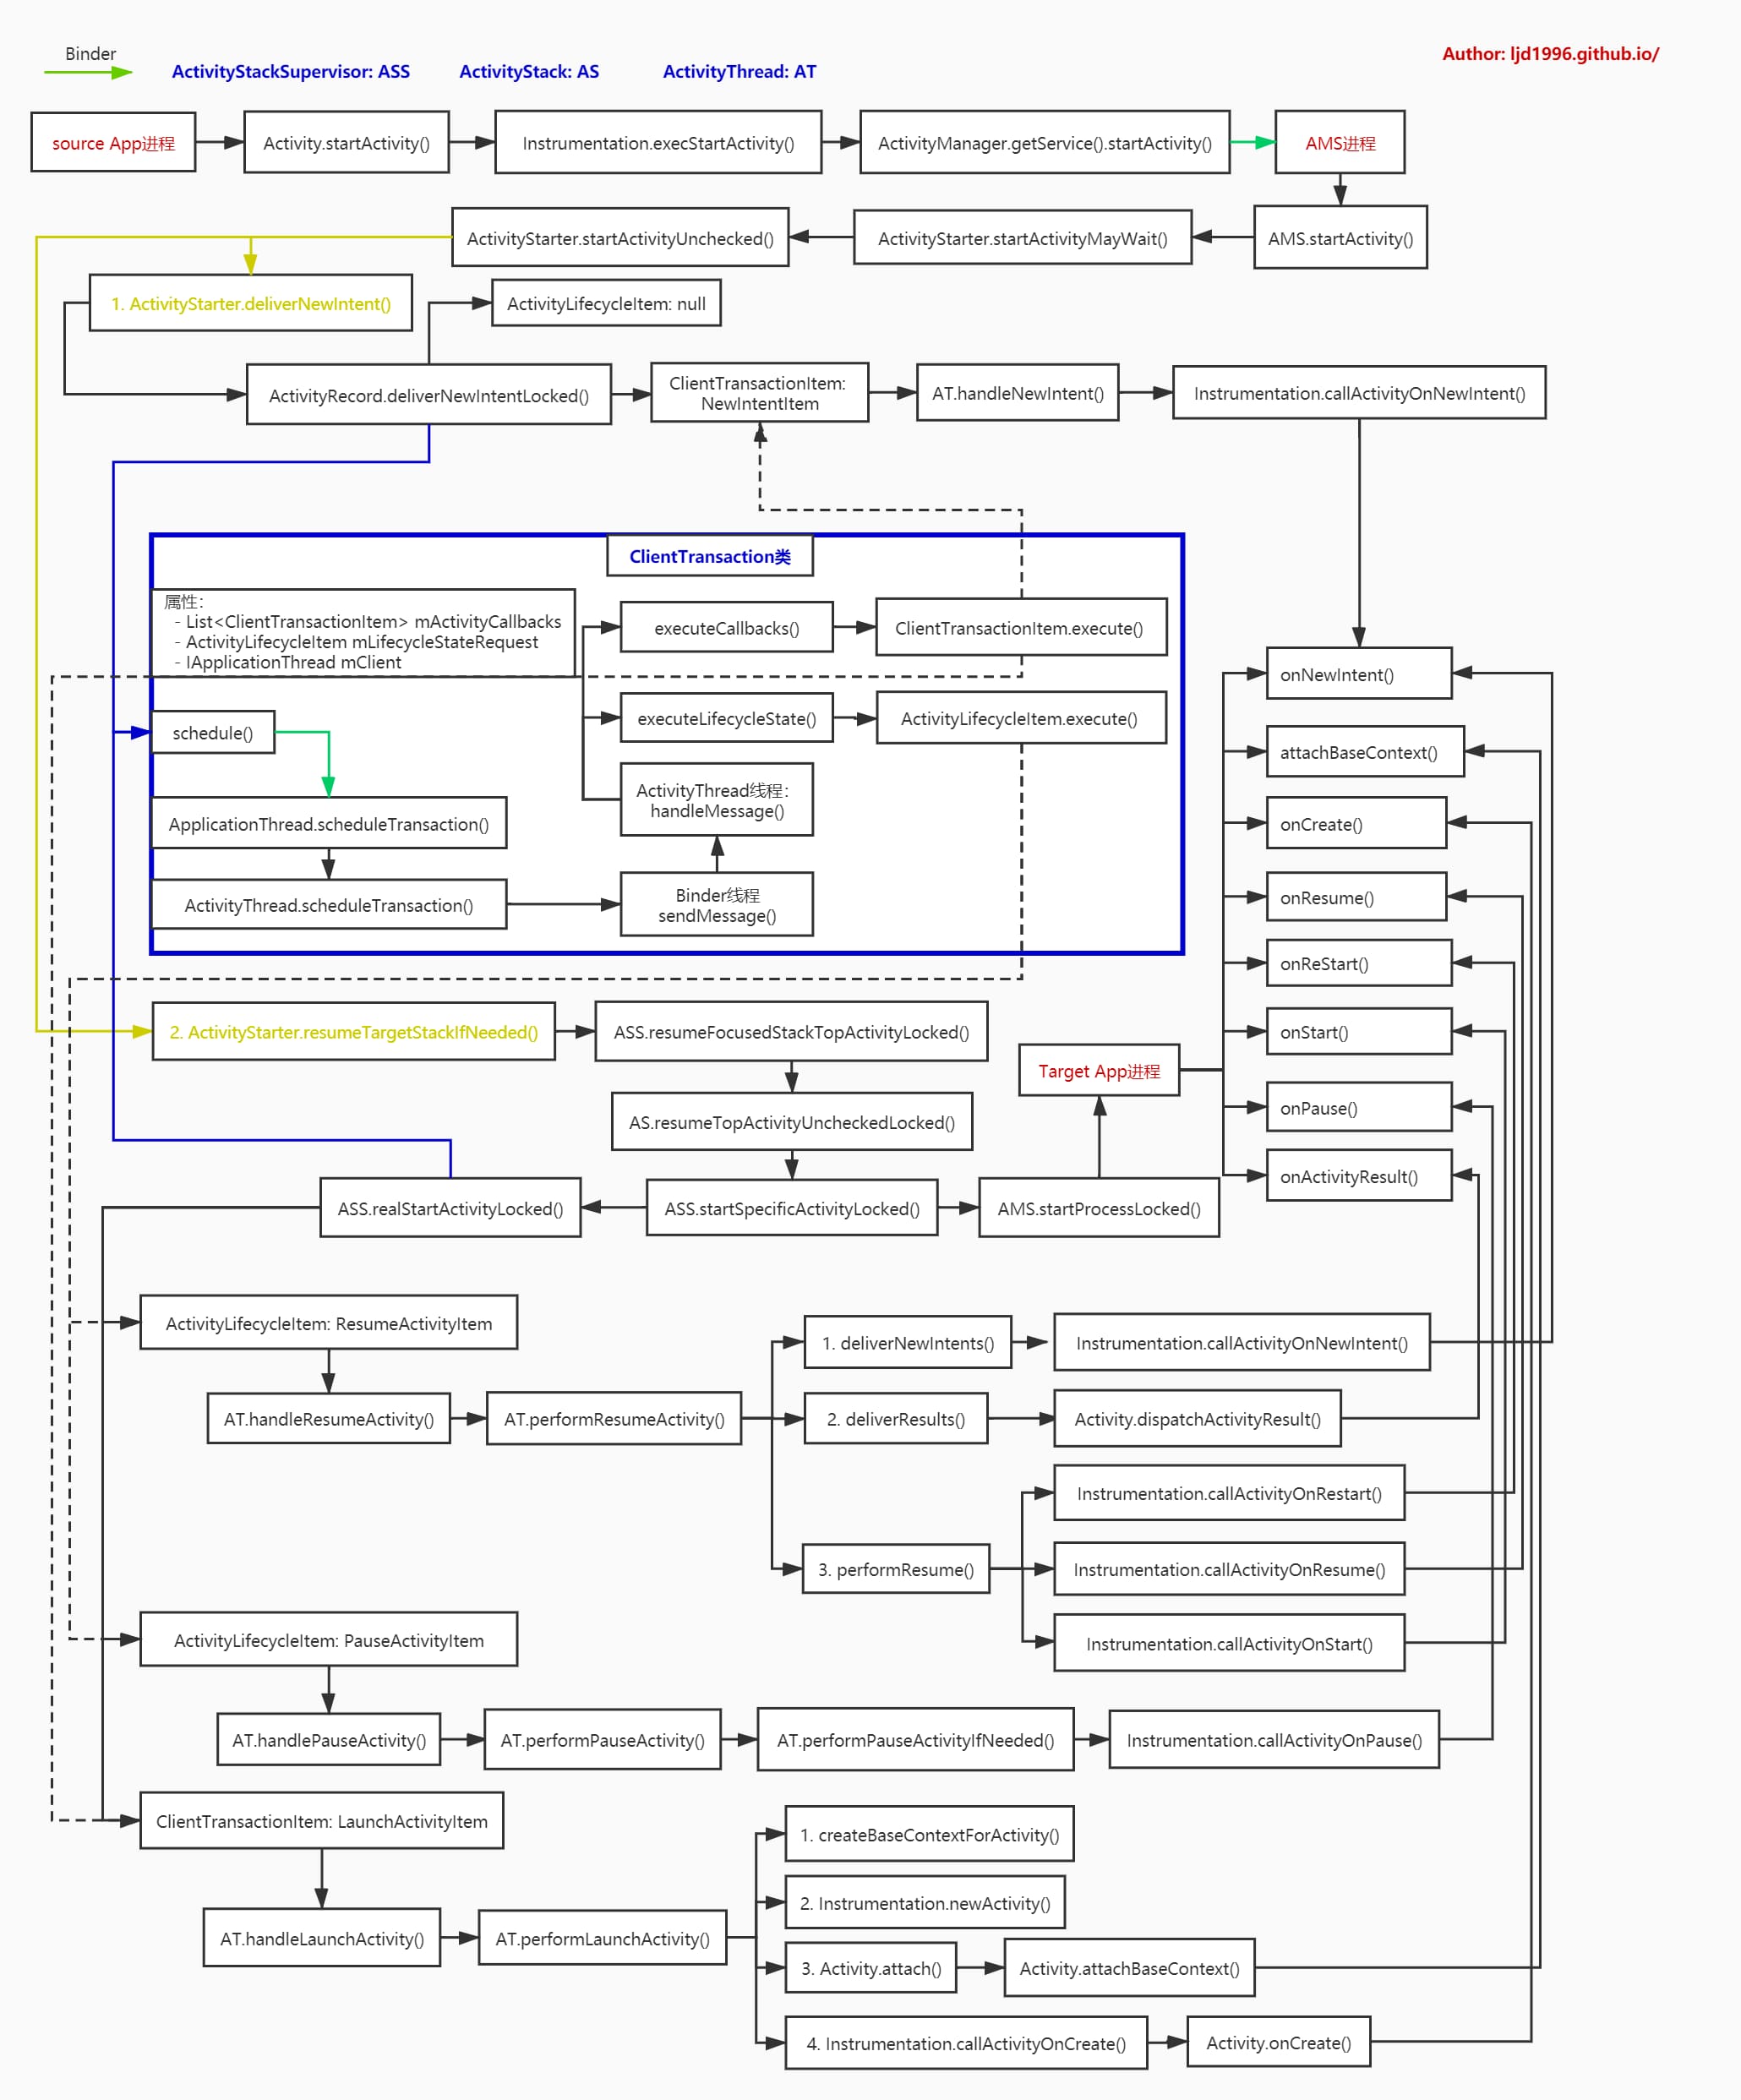 Binder
ActivityStackSupervisor: ASS
ActivityStack: AS
ActivityThread: AT
Author: ljd1996.github.io/
source App进程
Activity.startActivity()
Instrumentation.execStartActivity()
ActivityManager.getService().startActivity()
AMS进程
ActivityStarter.startActivityUnchecked()
ActivityStarter.startActivityMayWait()
AMS.startActivity()
1. ActivityStarter.deliverNewIntent()
ActivityLifecycleItem: null
ActivityRecord.deliverNewIntentLocked()
ClientTransactionItem:
NewIntentItem
AT.handleNewIntent()
Instrumentation.callActivityOnNewIntent()
ClientTransaction类
属性：
- List<ClientTransactionItem> mActivityCallbacks
- ActivityLifecycleItem mLifecycleStateRequest
- IApplicationThread mClient
executeCallbacks()
ClientTransactionItem.execute()
executeLifecycleState()
ActivityLifecycleItem.execute()
schedule()
ActivityThread线程：
handleMessage()
ApplicationThread.scheduleTransaction()
ActivityThread.scheduleTransaction()
Binder线程
sendMessage()
onNewIntent()
attachBaseContext()
onCreate()
onResume()
onReStart()
onStart()
onPause()
onActivityResult()
2. ActivityStarter.resumeTargetStackIfNeeded()
ASS.resumeFocusedStackTopActivityLocked()
Target App进程
AS.resumeTopActivityUncheckedLocked()
ASS.realStartActivityLocked()
ASS.startSpecificActivityLocked()
AMS.startProcessLocked()
ActivityLifecycleItem: ResumeActivityItem
1. deliverNewIntents()
Instrumentation.callActivityOnNewIntent()
AT.handleResumeActivity()
AT.performResumeActivity()
2. deliverResults()
Activity.dispatchActivityResult()
Instrumentation.callActivityOnRestart()
3. performResume()
Instrumentation.callActivityOnResume()
Instrumentation.callActivityOnStart()
ActivityLifecycleItem: PauseActivityItem
AT.handlePauseActivity()
AT.performPauseActivity()
AT.performPauseActivityIfNeeded()
Instrumentation.callActivityOnPause()
ClientTransactionItem: LaunchActivityItem
1. createBaseContextForActivity()
2. Instrumentation.newActivity()
AT.handleLaunchActivity()
AT.performLaunchActivity()
3. Activity.attach()
Activity.attachBaseContext()
4. Instrumentation.callActivityOnCreate()
Activity.onCreate()